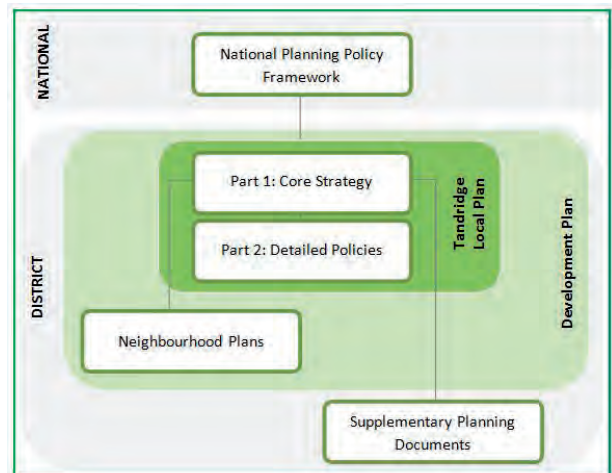 NATIONAL
National Planning Policy
Framework
DISTRICT
Part 1: Core Strategy
Part 2: Detailed Policies
Tandridge
Local Plan
Development Plan
Neighbourhood Plans
Supplementary Planning
Documents